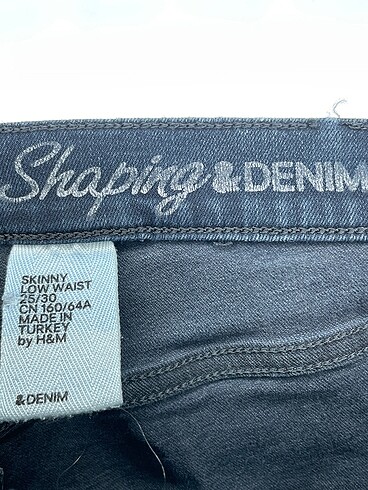 Shaping &DENIM
SKINNY
LOW WAIST
25/30
CN 160/64A
MADE IN
TURKEY
by H&M
&DENIM